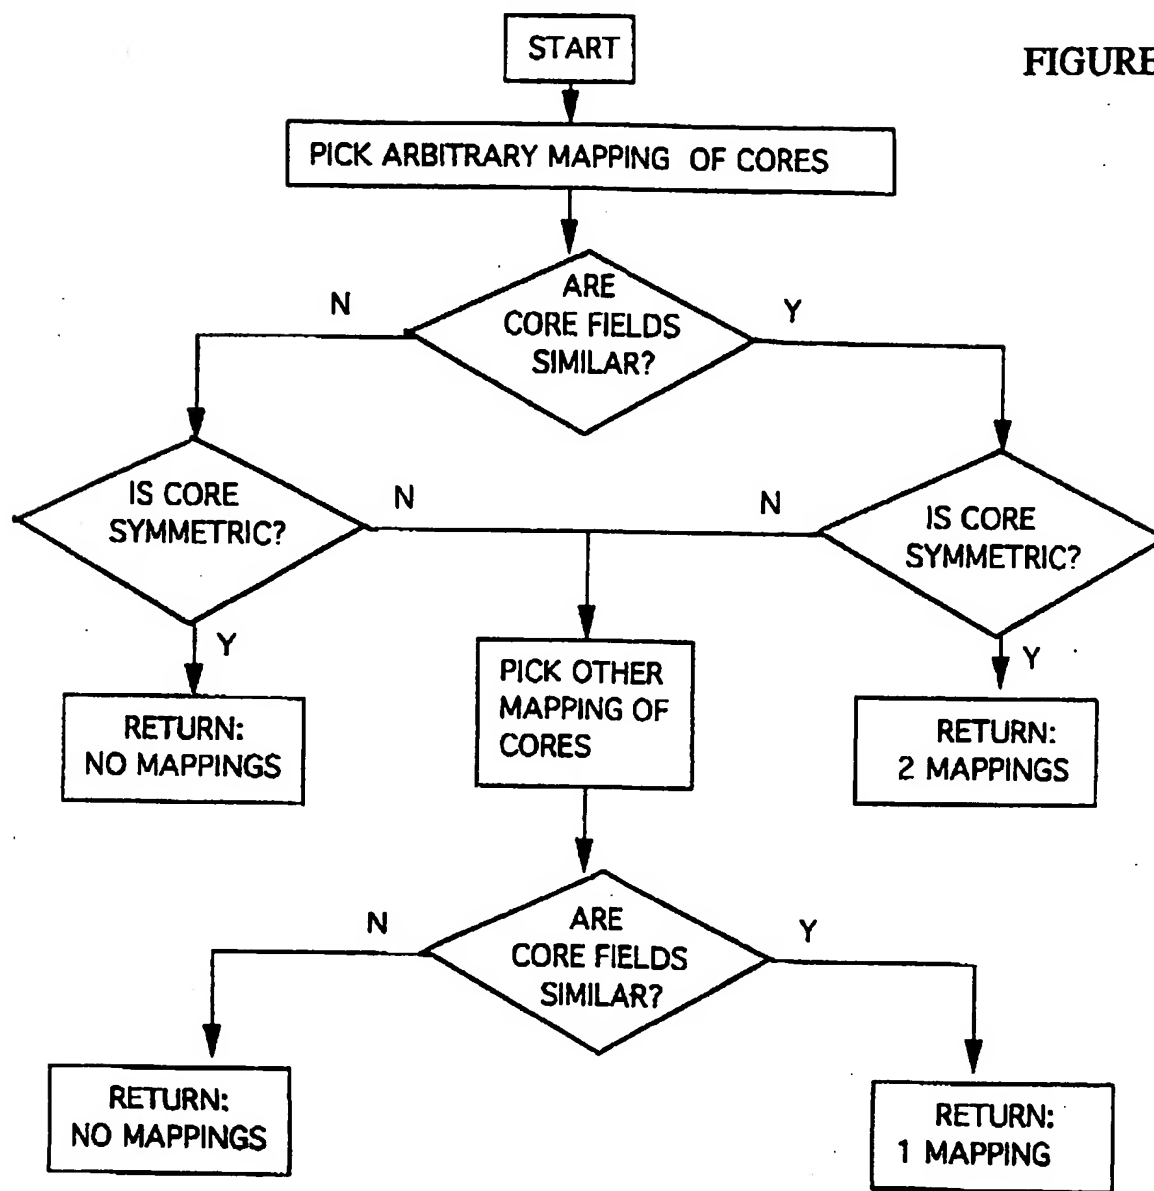 START
FIGURE
PICK ARBITRARY MAPPING OF CORES
ARE
CORE FIELDS
SIMILAR?
N
Y
IS CORE
SYMMETRIC?
N
N
IS CORE
SYMMETRIC?
Y
Y
RETURN:
NO MAPPINGS
PICK OTHER
MAPPING OF
CORES
RETURN:
2 MAPPINGS
N
ARE
CORE FIELDS
SIMILAR?
Y
RETURN:
NO MAPPINGS
RETURN:
1 MAPPING